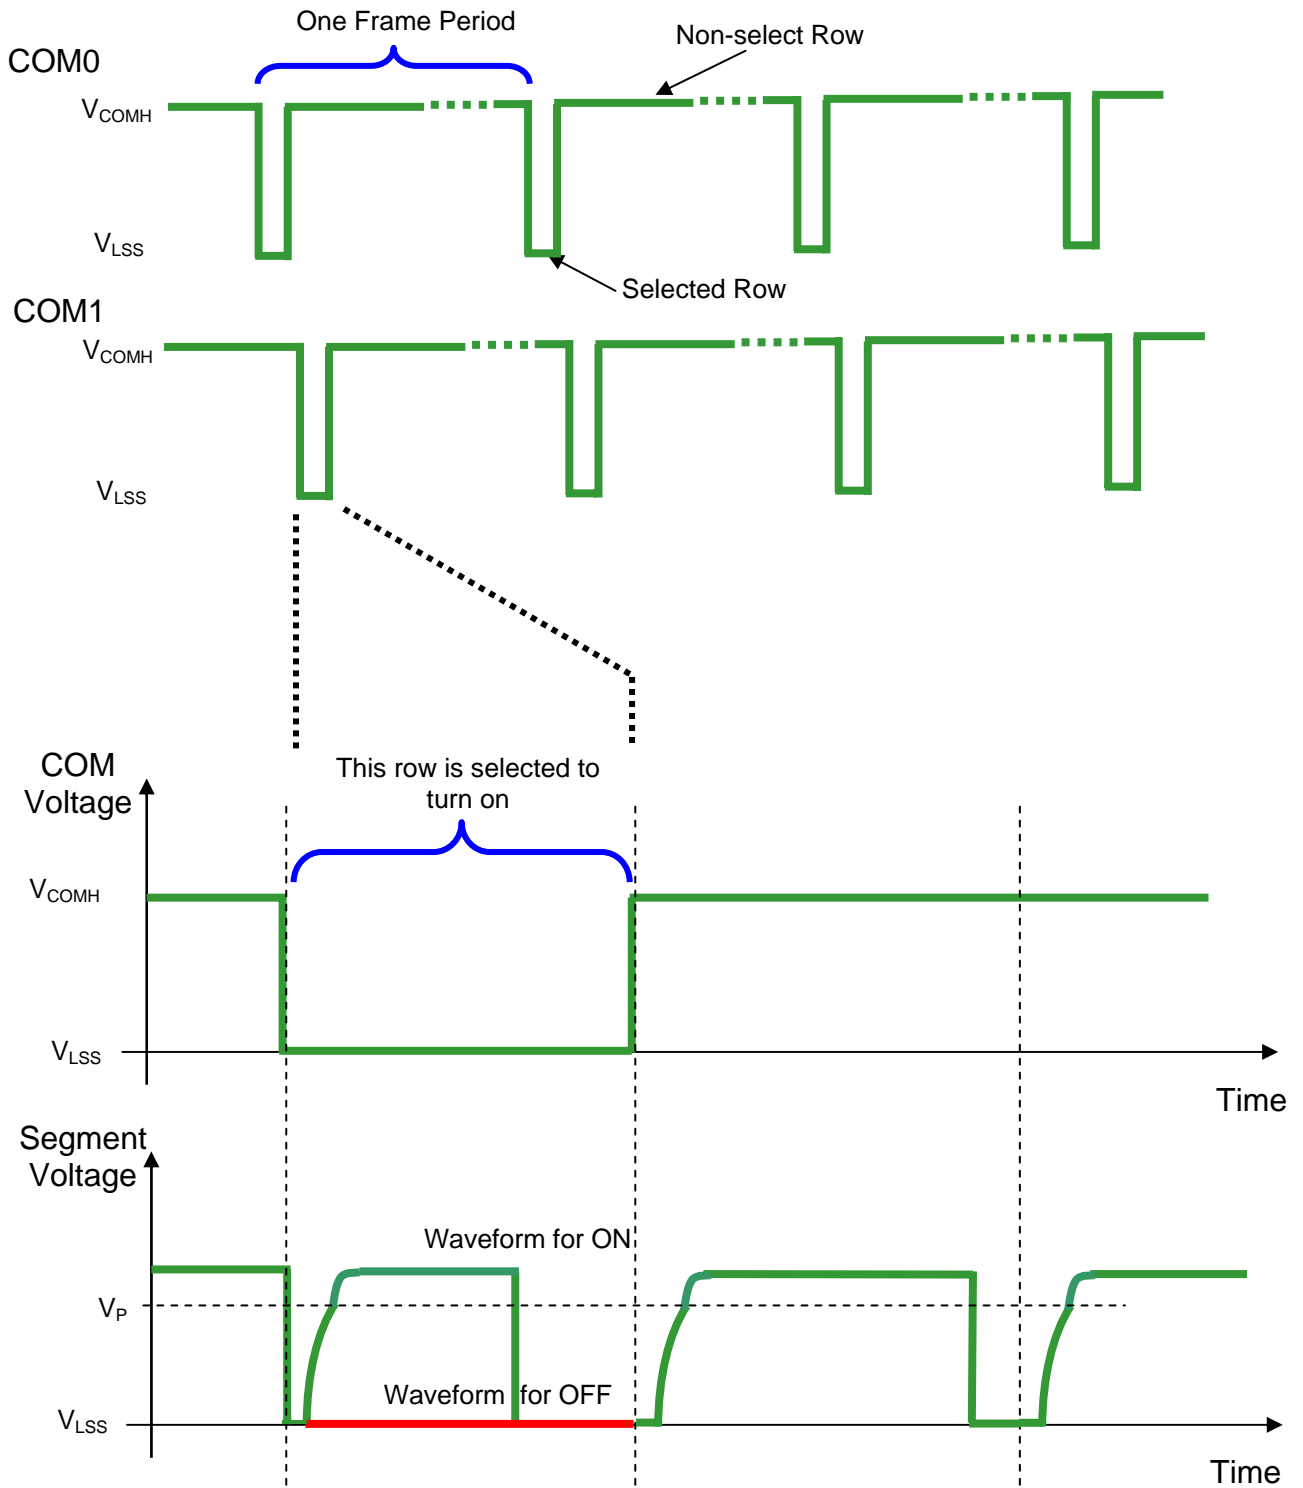 One Frame Period
Non-select Row
COM0
VCOMH
VLSS
Selected Row
COM1
VCOMH
VLSS
COM
Voltage
This row is selected to
turn on
VCOMH
VLSS
Time
Segment
Voltage
Waveform for ON
VP
Waveform for OFF
VLSS
Time